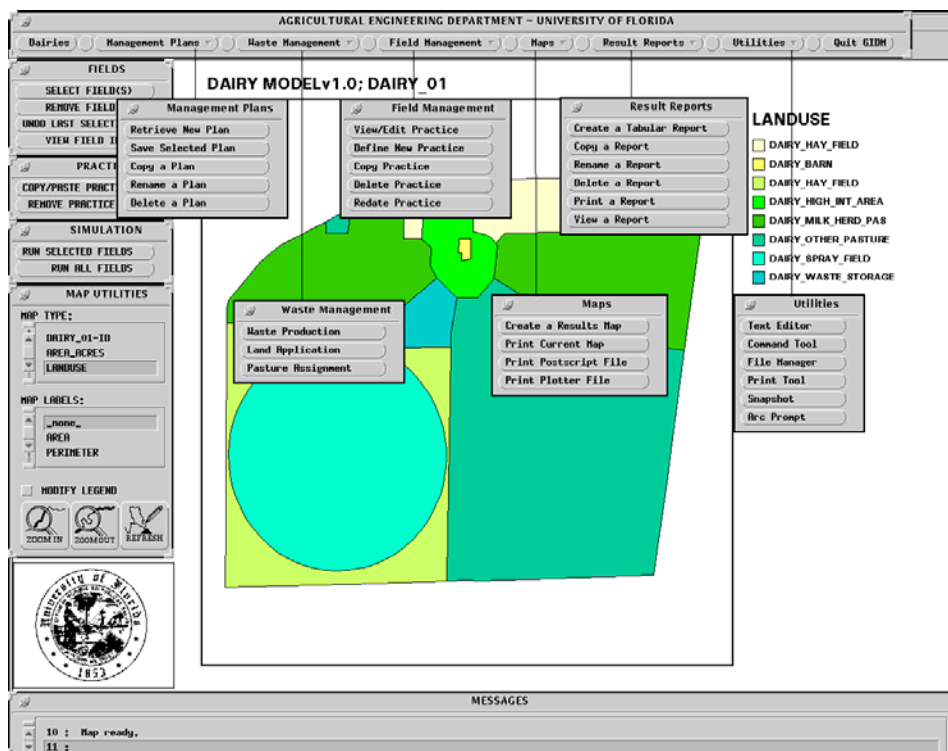 AGRICULTURAL ENGINEERING DEPARTMENT - UNIVERSITY OF FLORIDA
Dairies Management Plans Waste Management Field Management Maps Result Reports Utilities Quit GIDM
FIELDS
SELECT FIELD(S)
REMOVE FIELD
UNDO LAST SELEC
VIEW FIELD I
PRACTI
COPY/PASTE PRACT
REMOVE PRACTICE
SIMULATION
RUN SELECTED FIELDS
RUN ALL FIELDS
MAP UTILITIES
MAP TYPE:
DAIRY_01-ID
AREA_ACRES
LANDUSE
MAP LABELS:
_none_
AREA
PERIMETER
MODIFY LEGEND
ZOOM IN ZOOM OUT REFRESH
University of Florida
1853
DAIRY MODELv1.0; DAIRY_01
Management Plans
Retrieve New Plan
Save Selected Plan
Copy a Plan
Rename a Plan
Delete a Plan
Field Management
View/Edit Practice
Define New Practice
Copy Practice
Delete Practice
Redate Practice
Result Reports
Create a Tabular Report
Copy a Report
Rename a Report
Delete a Report
Print a Report
View a Report
LANDUSE
DAIRY_HAY_FIELD
DAIRY_BARN
DAIRY_HAY_FIELD
DAIRY_HIGH_INT_AREA
DAIRY_MILK_HERD_PAS
DAIRY_OTHER_PASTURE
DAIRY_SPRAY_FIELD
DAIRY_WASTE_STORAGE
Waste Management
Waste Production
Land Application
Pasture Assignment
Maps
Create a Results Map
Print Current Map
Print Postscript File
Print Plotter File
Utilities
Text Editor
Command Tool
File Manager
Print Tool
Snapshot
Arc Prompt
MESSAGES
10 : Map ready.
11 :